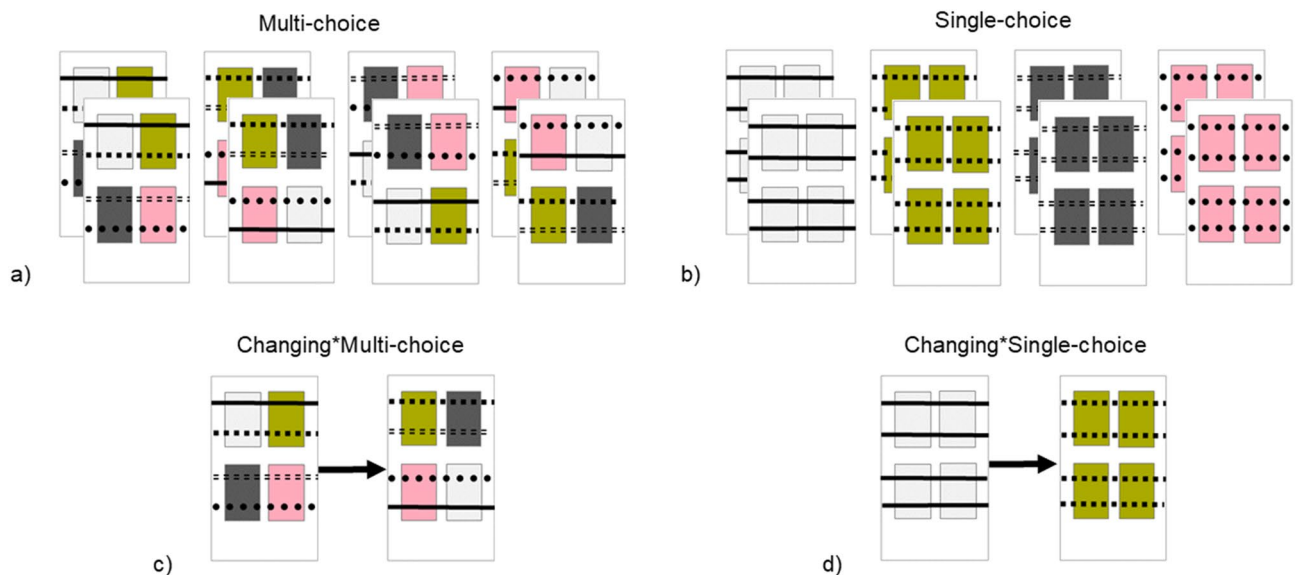 Multi-choice
Single-choice
a)
b)
Changing*Multi-choice
Changing*Single-choice
c)
d)